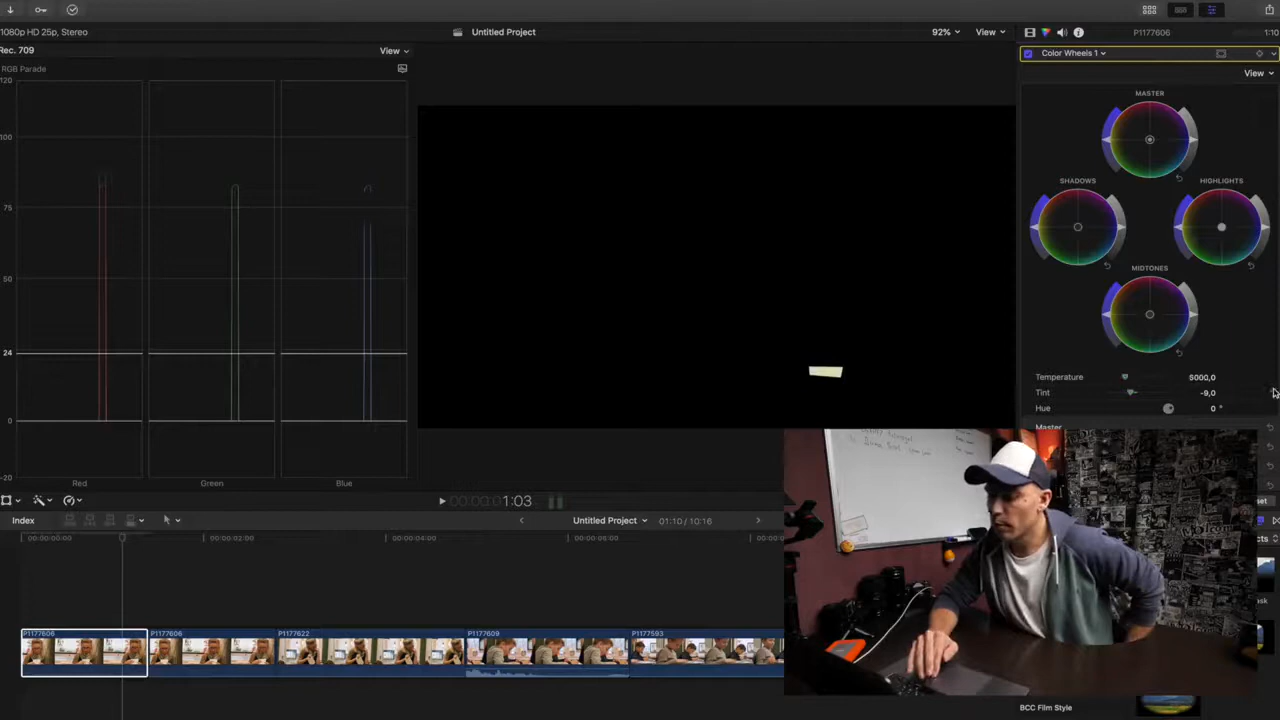 1080p HD 25p, Stereo
Untitled Project
92%
View
P1177606
1:10
Rec. 709
View
Color Wheels 1
RGB Parade
View
120
100
75
50
24
0
-20
Red
Green
Blue
MASTER
SHADOWS
HIGHLIGHTS
MIDTONES
Temperature
5000,0
Tint
-9,0
Hue
0 °
Master
00:00:00:01:03
Index
Untitled Project
01:10 / 10:16
00:00:00:00
00:00:02:00
00:00:04:00
00:00:06:00
P1177606
P1177606
P1177622
P1177609
P1177593
BCC Film Style